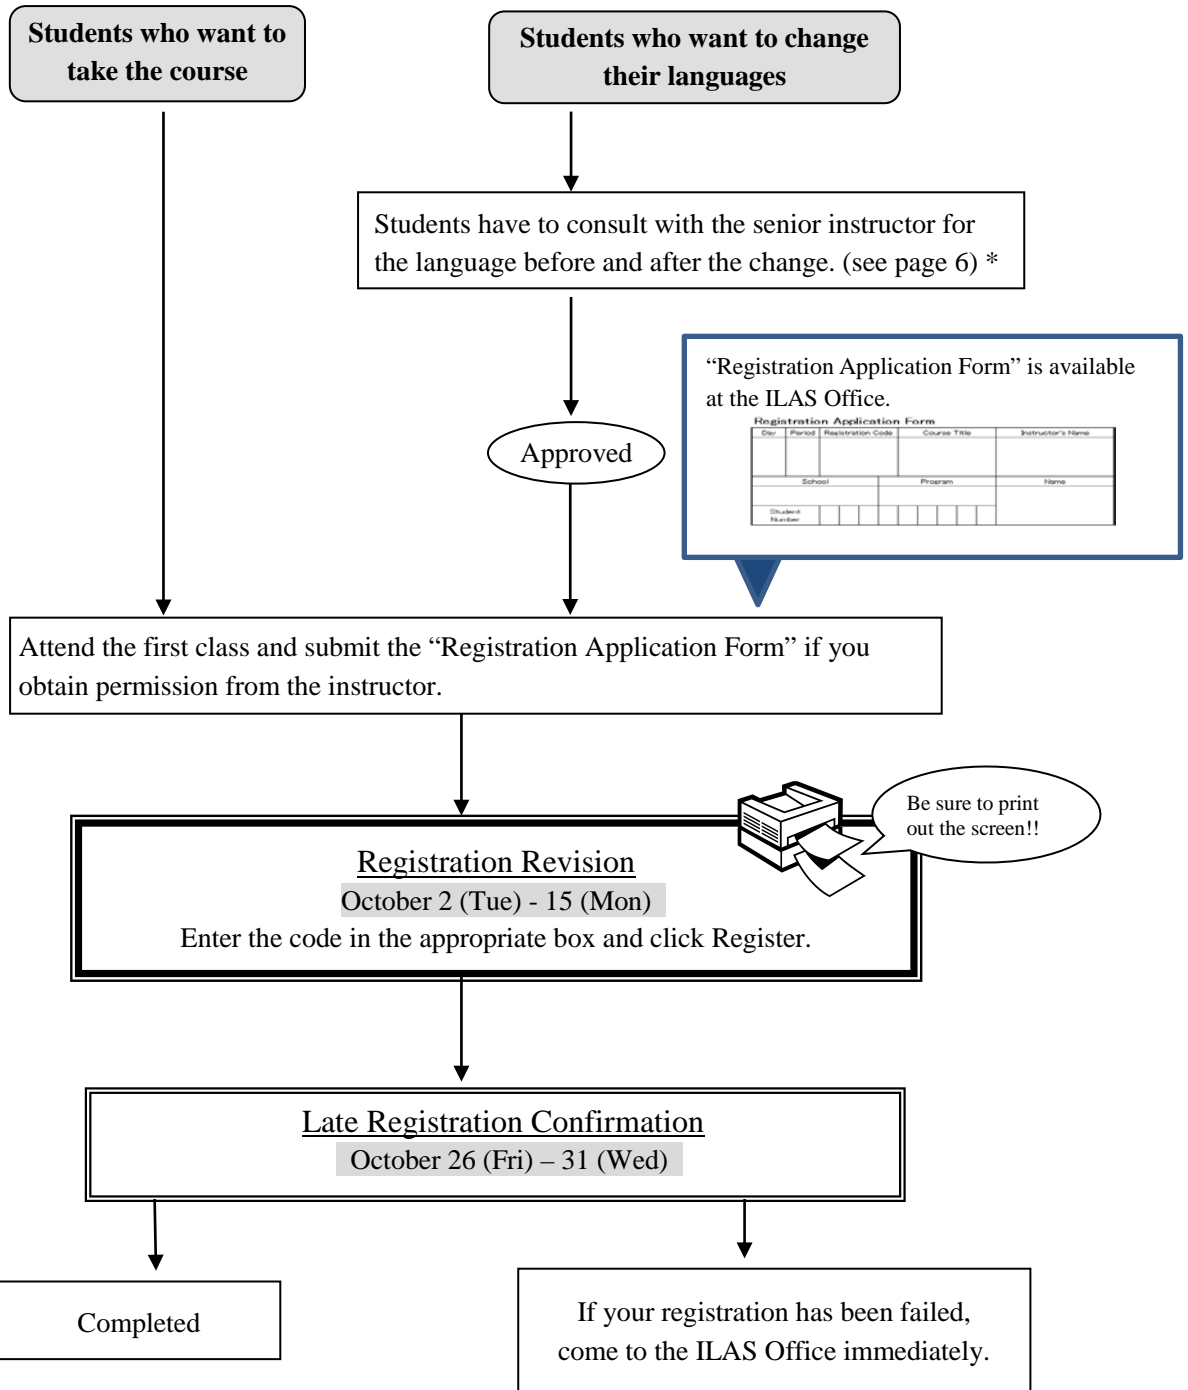 Students who want to
take the course
Students who want to change
their languages
Students have to consult with the senior instructor for
the language before and after the change. (see page 6) *
“Registration Application Form” is available
at the ILAS Office.
Registration Application Form
Day Period Registration Code Course Title Instructor's Name
School Program Name
Student
Number
Approved
Attend the first class and submit the “Registration Application Form” if you
obtain permission from the instructor.
Be sure to print
out the screen!!
Registration Revision
October 2 (Tue) - 15 (Mon)
Enter the code in the appropriate box and click Register.
Late Registration Confirmation
October 26 (Fri) – 31 (Wed)
Completed
If your registration has been failed,
come to the ILAS Office immediately.